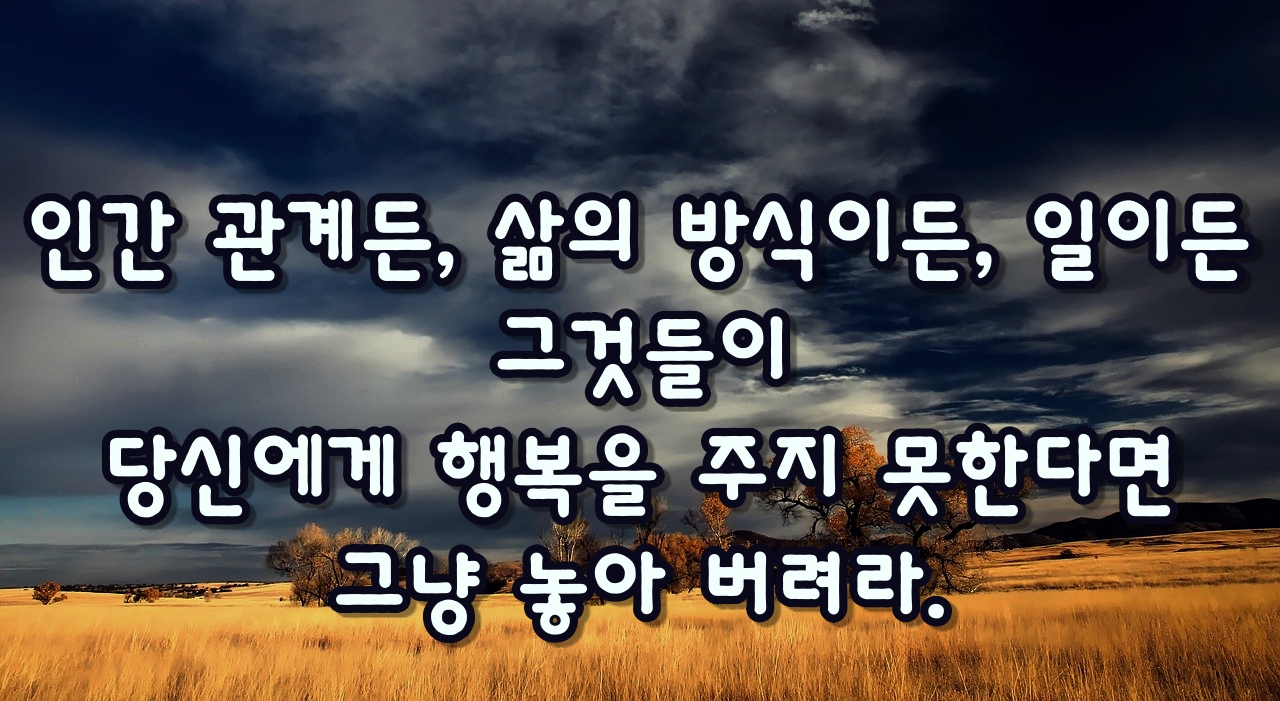 인간 관계든, 삶의 방식이든, 일이든
그것들이
당신에게 행복을 주지 못한다면
그냥 놓아 버려라.